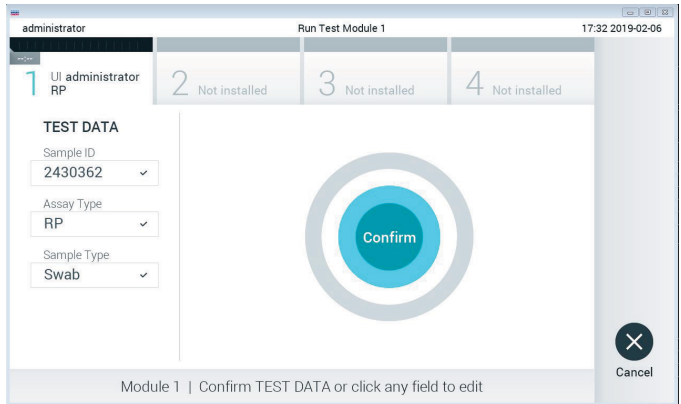 administrator Run Test Module 1 17:32 2019-02-06
--:--
1 UI administrator
RP
2 Not installed
3 Not installed
4 Not installed
TEST DATA
Sample ID
2430362
Assay Type
RP
Sample Type
Swab
Confirm
Cancel
Module 1 | Confirm TEST DATA or click any field to edit